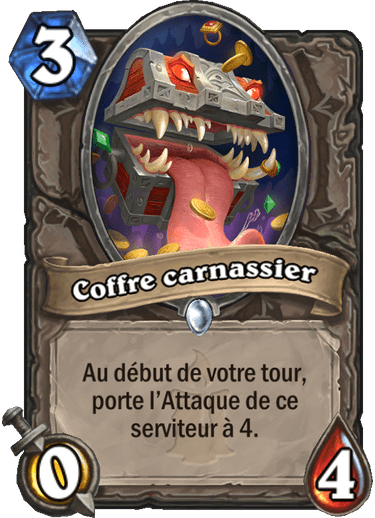 3
Coffre carnassier
Au début de votre tour,
porte l'Attaque de ce
serviteur à 4.
0
4